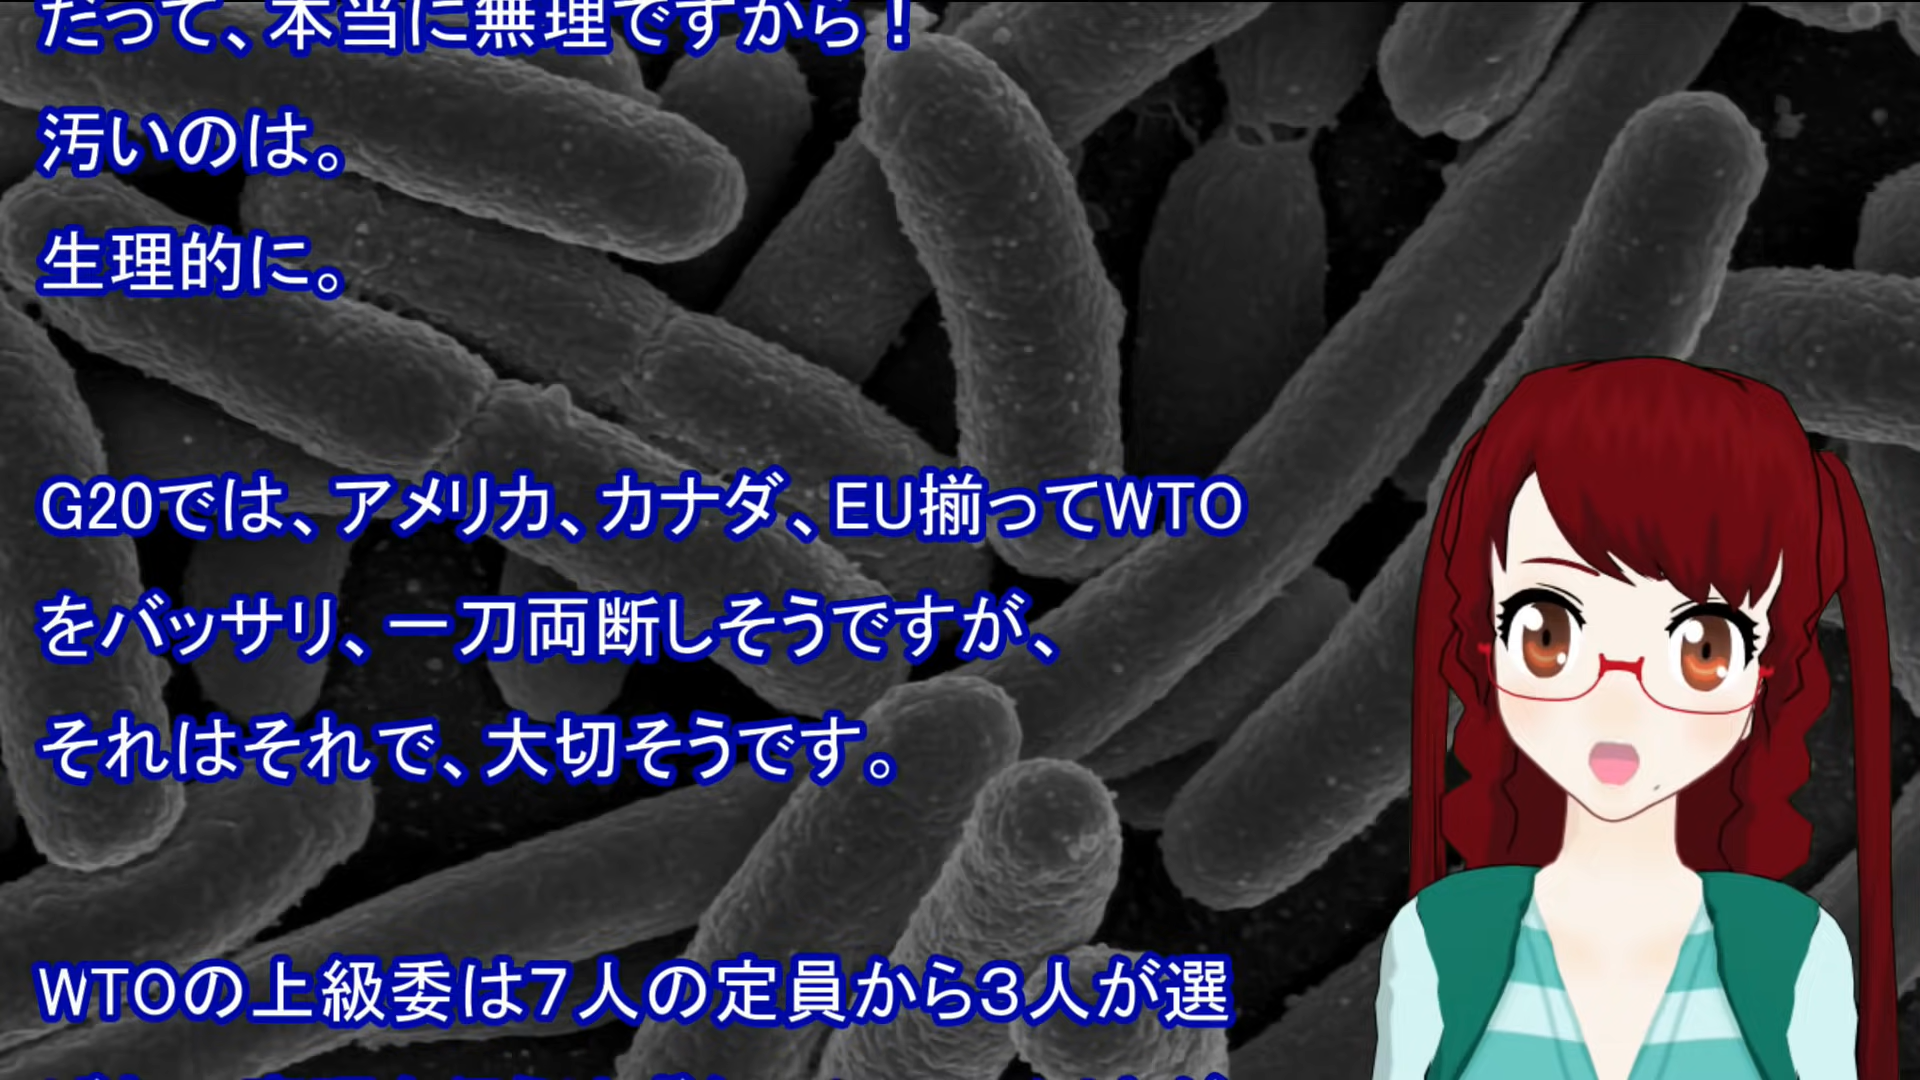 だって、本当に無理ですから！
汚いのは。
生理的に。
G20では、アメリカ、カナダ、EU揃ってWTO
をバッサリ、一刀両断しそうですが、
それはそれで、大切そうです。
WTOの上級委は７人の定員から３人が選